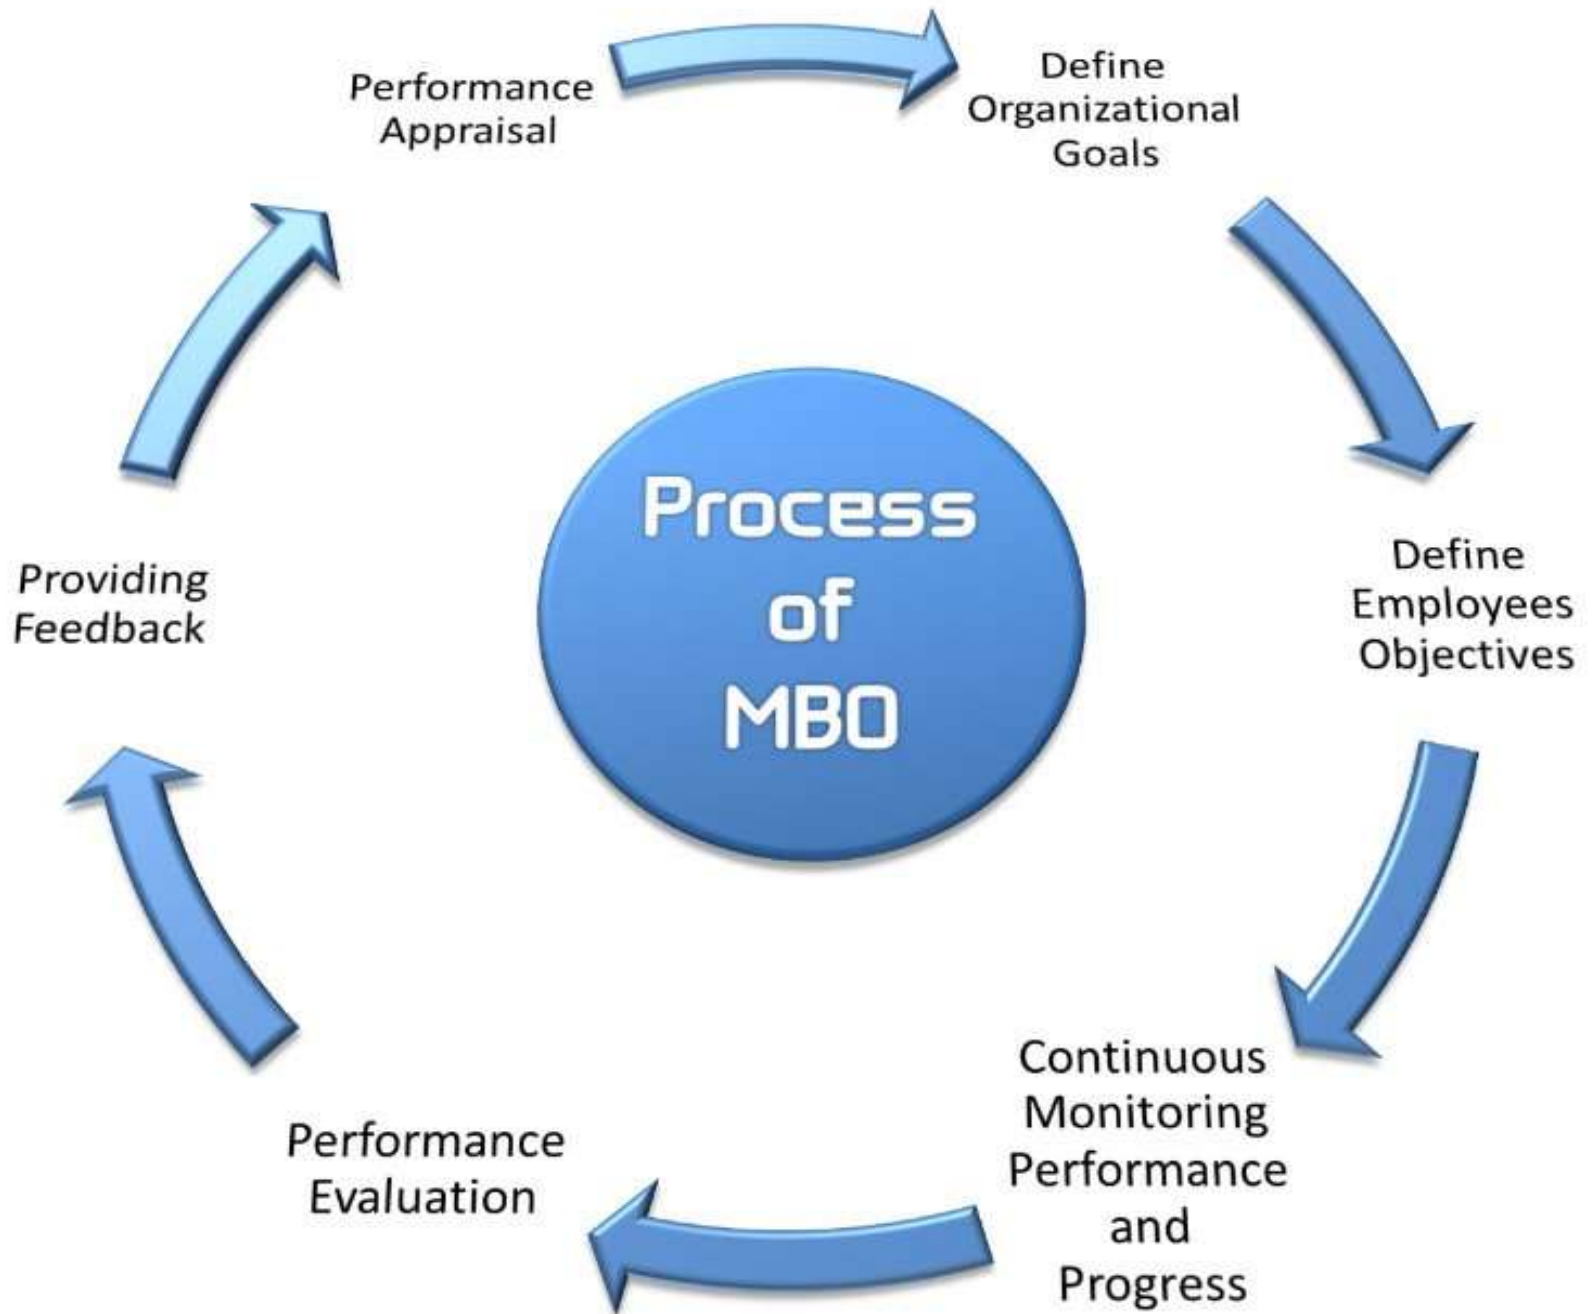 Performance
Appraisal
Define
Organizational
Goals
Define
Employees
Objectives
Continuous
Monitoring
Performance
and
Progress
Performance
Evaluation
Providing
Feedback
Process
of
MBO